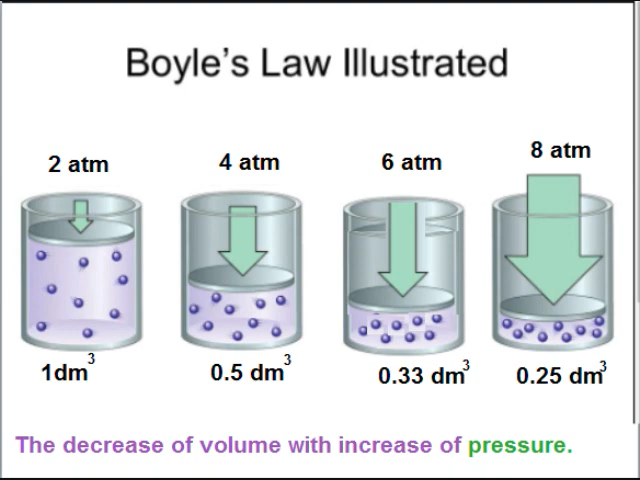 Boyle's Law Illustrated
2 atm
4 atm
6 atm
8 atm
1dm³
0.5 dm³
0.33 dm³
0.25 dm³
The decrease of volume with increase of pressure.